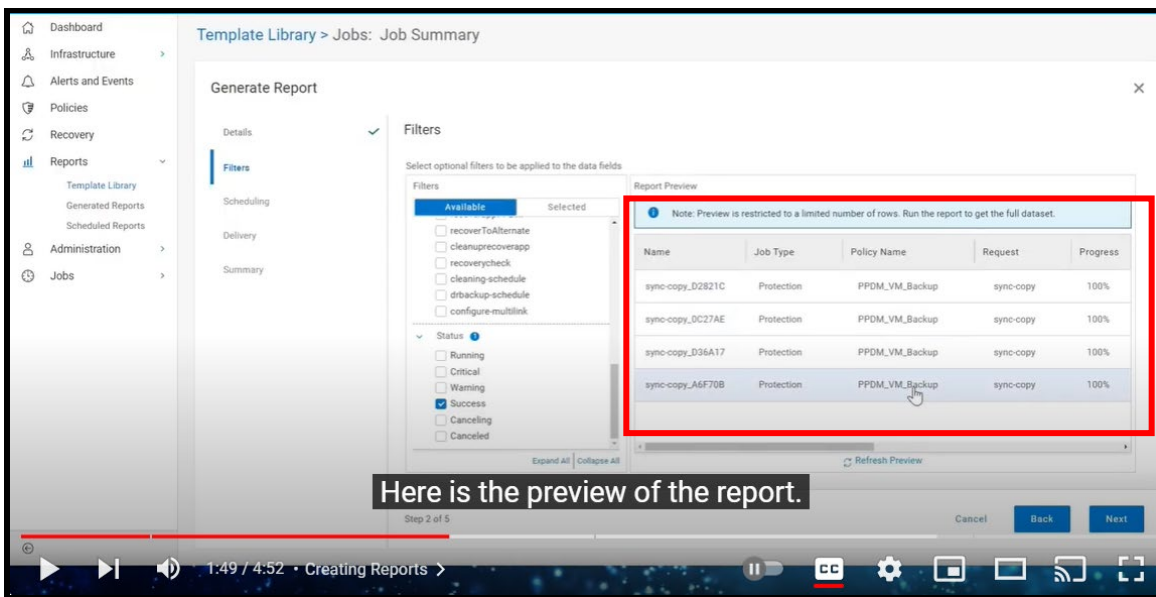 Dashboard
Infrastructure
Alerts and Events
Policies
Recovery
Reports
Template Library
Generated Reports
Scheduled Reports
Administration
Jobs
Template Library > Jobs: Job Summary
Generate Report
Details
Filters
Scheduling
Delivery
Summary
Filters
Select optional filters to be applied to the data fields
Filters
Available Selected
recoverToAlternate
cleanuprecoverapp
recoverycheck
cleaning-schedule
drbackup-schedule
configure-multilink
Status
Running
Critical
Warning
Success
Canceling
Canceled
Expand All Collapse All
Report Preview
Note: Preview is restricted to a limited number of rows. Run the report to get the full dataset.
Name Job Type Policy Name Request Progress
sync-copy_D2821C Protection PPDM_VM_Backup sync-copy 100%
sync-copy_0C27AE Protection PPDM_VM_Backup sync-copy 100%
sync-copy_D36A17 Protection PPDM_VM_Backup sync-copy 100%
sync-copy_A6F70B Protection PPDM_VM_Backup sync-copy 100%
Refresh Preview
Here is the preview of the report.
Step 2 of 5
Cancel Back Next
1:49 / 4:52 • Creating Reports >
CC